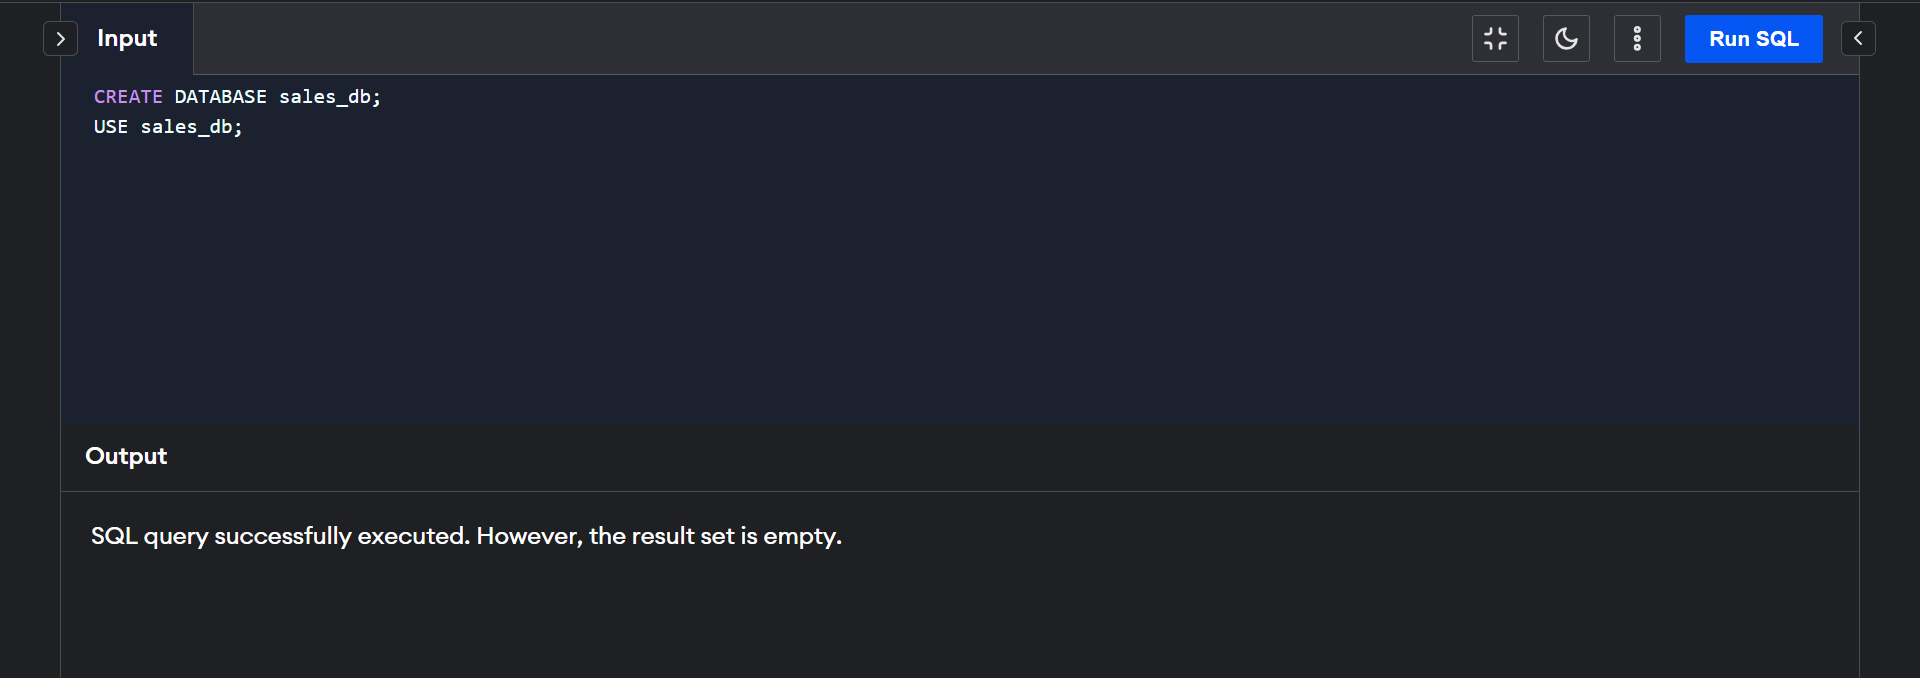 Input
Run SQL
CREATE DATABASE sales_db;
USE sales_db;
Output
SQL query successfully executed. However, the result set is empty.